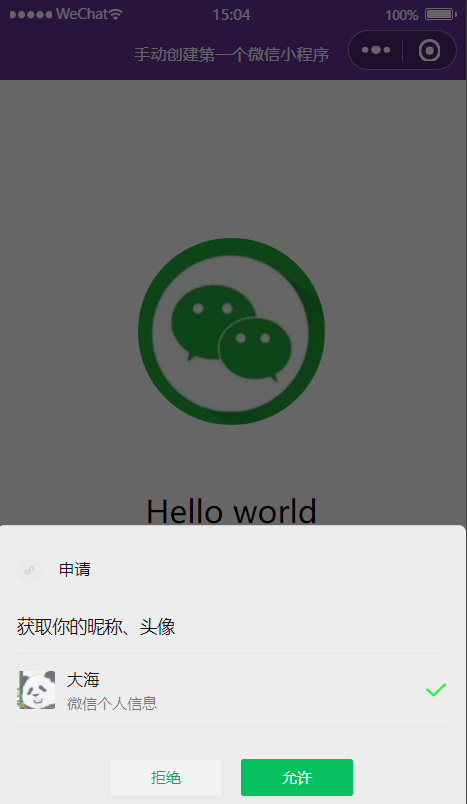 WeChat 15:04 100%
手动创建第一个微信小程序
Hello world
申请
获取你的昵称、头像
大海
微信个人信息
拒绝 允许